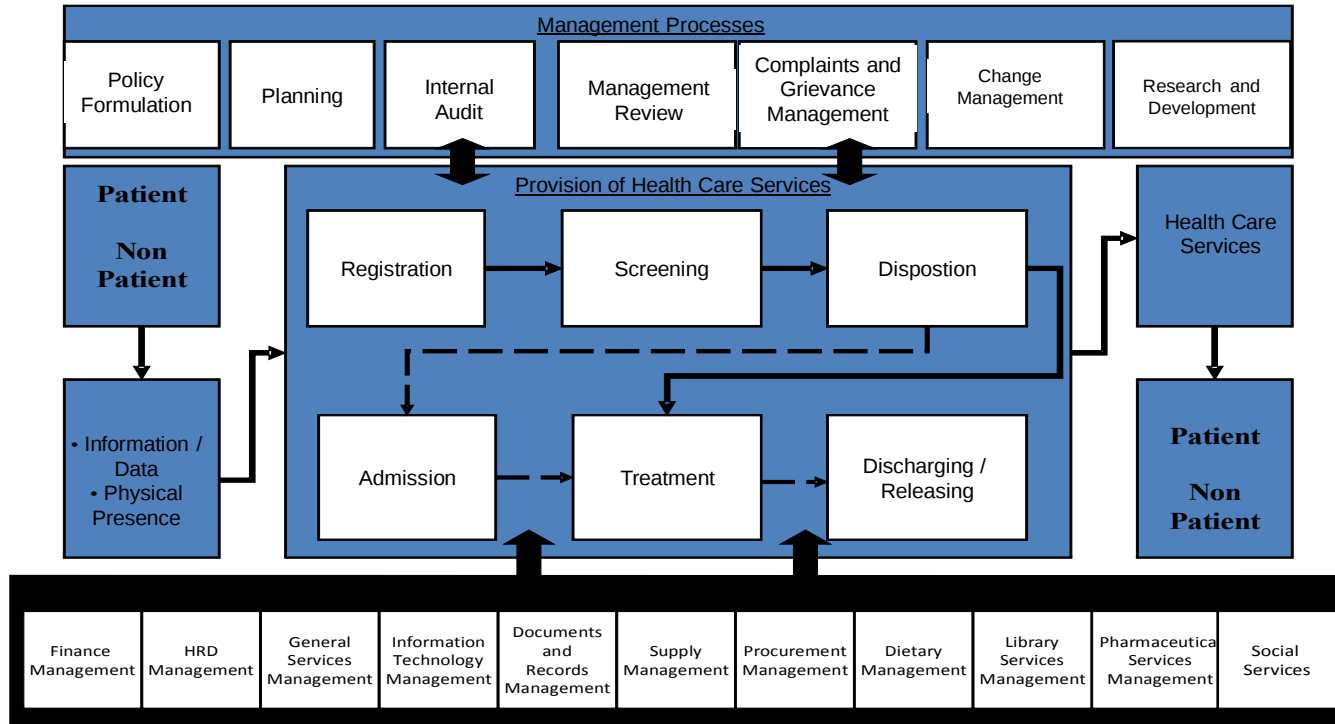 Management Processes
Policy
Formulation
Planning
Internal
Audit
Management
Review
Complaints and
Grievance
Management
Change
Management
Research and
Development
Patient
Non
Patient
Provision of Health Care Services
Registration
Screening
Dispostion
Health Care
Services
• Information /
Data
• Physical
Presence
Admission
Treatment
Discharging /
Releasing
Patient
Non
Patient
Finance
Management
HRD
Management
General
Services
Management
Information
Technology
Management
Documents
and
Records
Management
Supply
Management
Procurement
Management
Dietary
Management
Library
Services
Management
Pharmaceutica
Services
Management
Social
Services